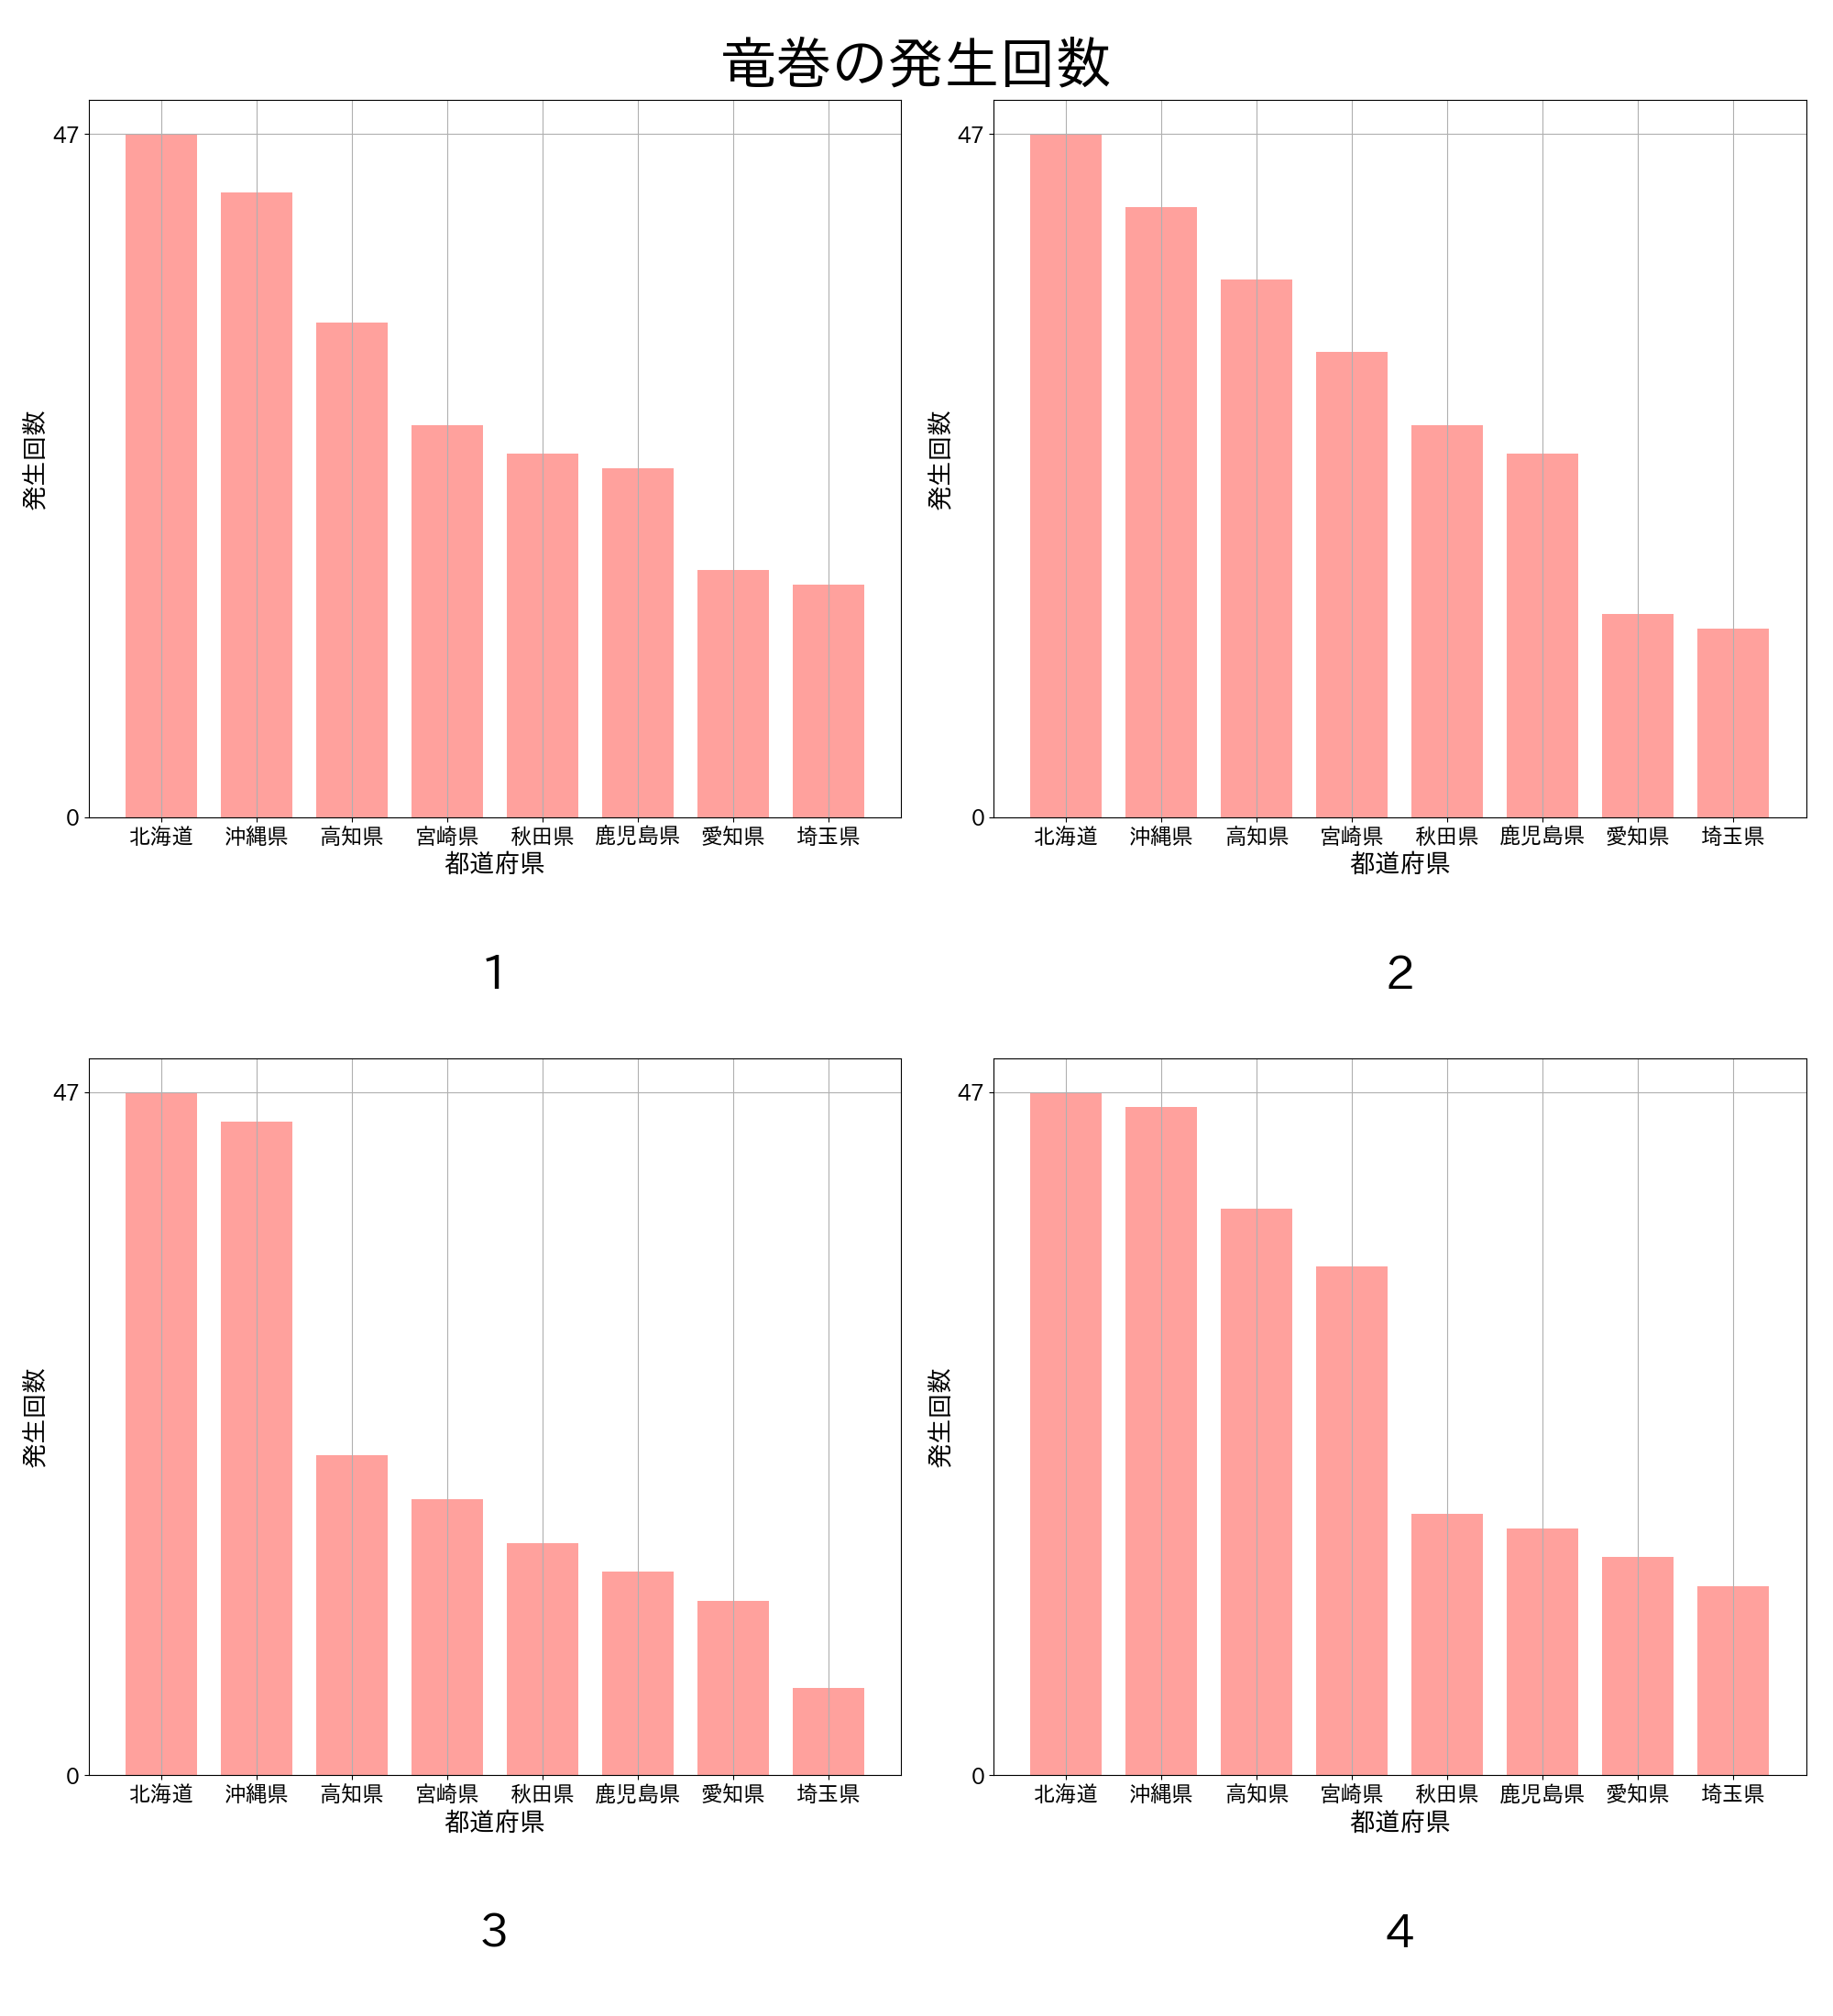 竜巻の発生回数
47
0
発生回数
北海道 沖縄県 高知県 宮崎県 秋田県 鹿児島県 愛知県 埼玉県
都道府県
1
47
0
発生回数
北海道 沖縄県 高知県 宮崎県 秋田県 鹿児島県 愛知県 埼玉県
都道府県
2
47
0
発生回数
北海道 沖縄県 高知県 宮崎県 秋田県 鹿児島県 愛知県 埼玉県
都道府県
3
47
0
発生回数
北海道 沖縄県 高知県 宮崎県 秋田県 鹿児島県 愛知県 埼玉県
都道府県
4